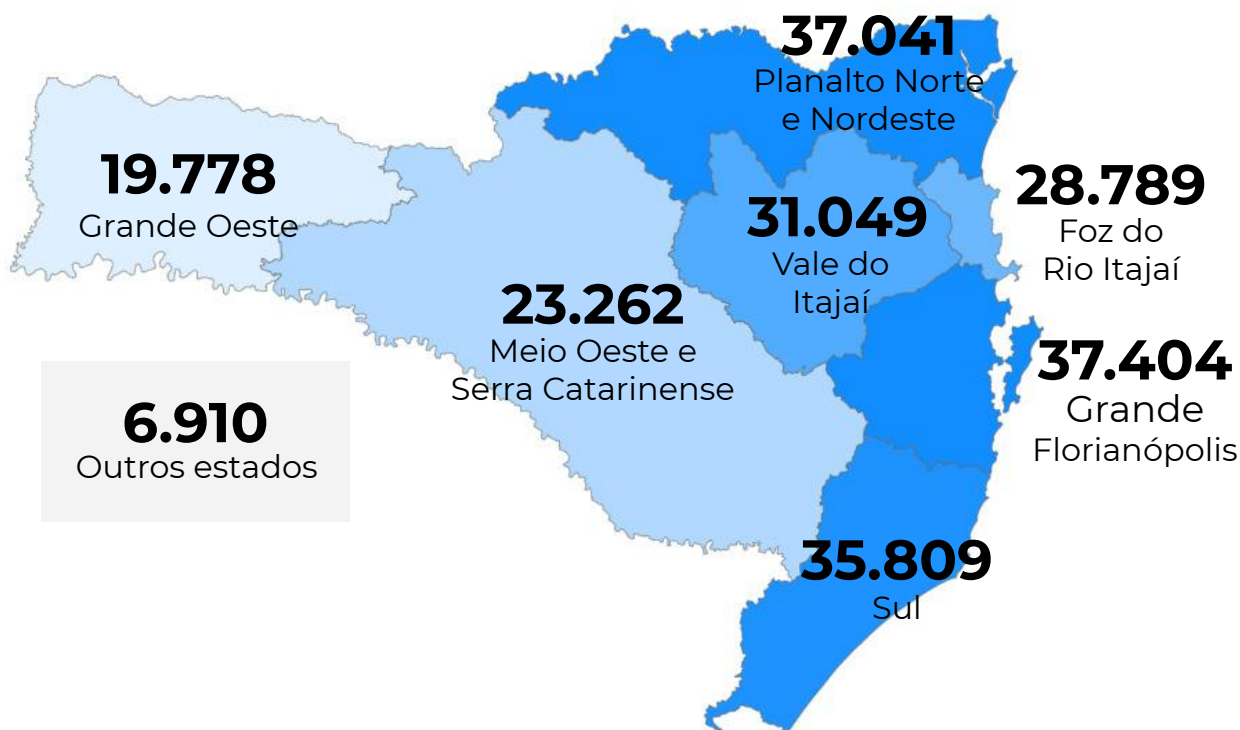 37.041
Planalto Norte
e Nordeste
19.778
Grande Oeste
28.789
Foz do
Rio Itajaí
31.049
Vale do
Itajaí
23.262
Meio Oeste e
Serra Catarinense
37.404
Grande
Florianópolis
6.910
Outros estados
35.809
Sul